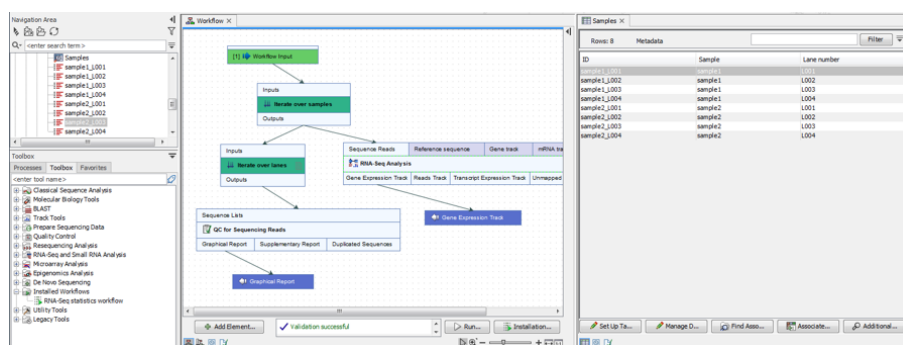 Navigation Area
<enter search term>
Samples
sample1_L001
sample1_L002
sample1_L003
sample1_L004
sample2_L001
sample2_L002
sample2_L004
Toolbox
Processes Toolbox Favorites
<enter tool name>
Classical Sequence Analysis
Molecular Biology Tools
BLAST
Track Tools
Prepare Sequencing Data
Quality Control
Resequencing Analysis
RNA-Seq and Small RNA Analysis
Microarray Analysis
Epigenomics Analysis
De Novo Sequencing
Installed Workflows
RNA-Seq statistics workflow
Utility Tools
Legacy Tools
Workflow
[1] Workflow Input
Inputs
Iterate over samples
Outputs
Inputs
Iterate over lanes
Outputs
Sequence Reads Reference sequence Gene track mRNA tra
RNA-Seq Analysis
Gene Expression Track Reads Track Transcript Expression Track Unmapped
Sequence Lists
QC for Sequencing Reads
Graphical Report Supplementary Report Duplicated Sequences
Gene Expression Track
Graphical Report
Add Element...
Validation successful
Run...
Installation...
Samples
Rows: 8 Metadata Filter
ID Sample Lane number
sample1_L001 sample1 L001
sample1_L002 sample1 L002
sample1_L003 sample1 L003
sample1_L004 sample1 L004
sample2_L001 sample2 L001
sample2_L002 sample2 L002
sample2_L003 sample2 L003
sample2_L004 sample2 L004
Set Up Ta... Manage D... Find Asso... Associate... Additional...